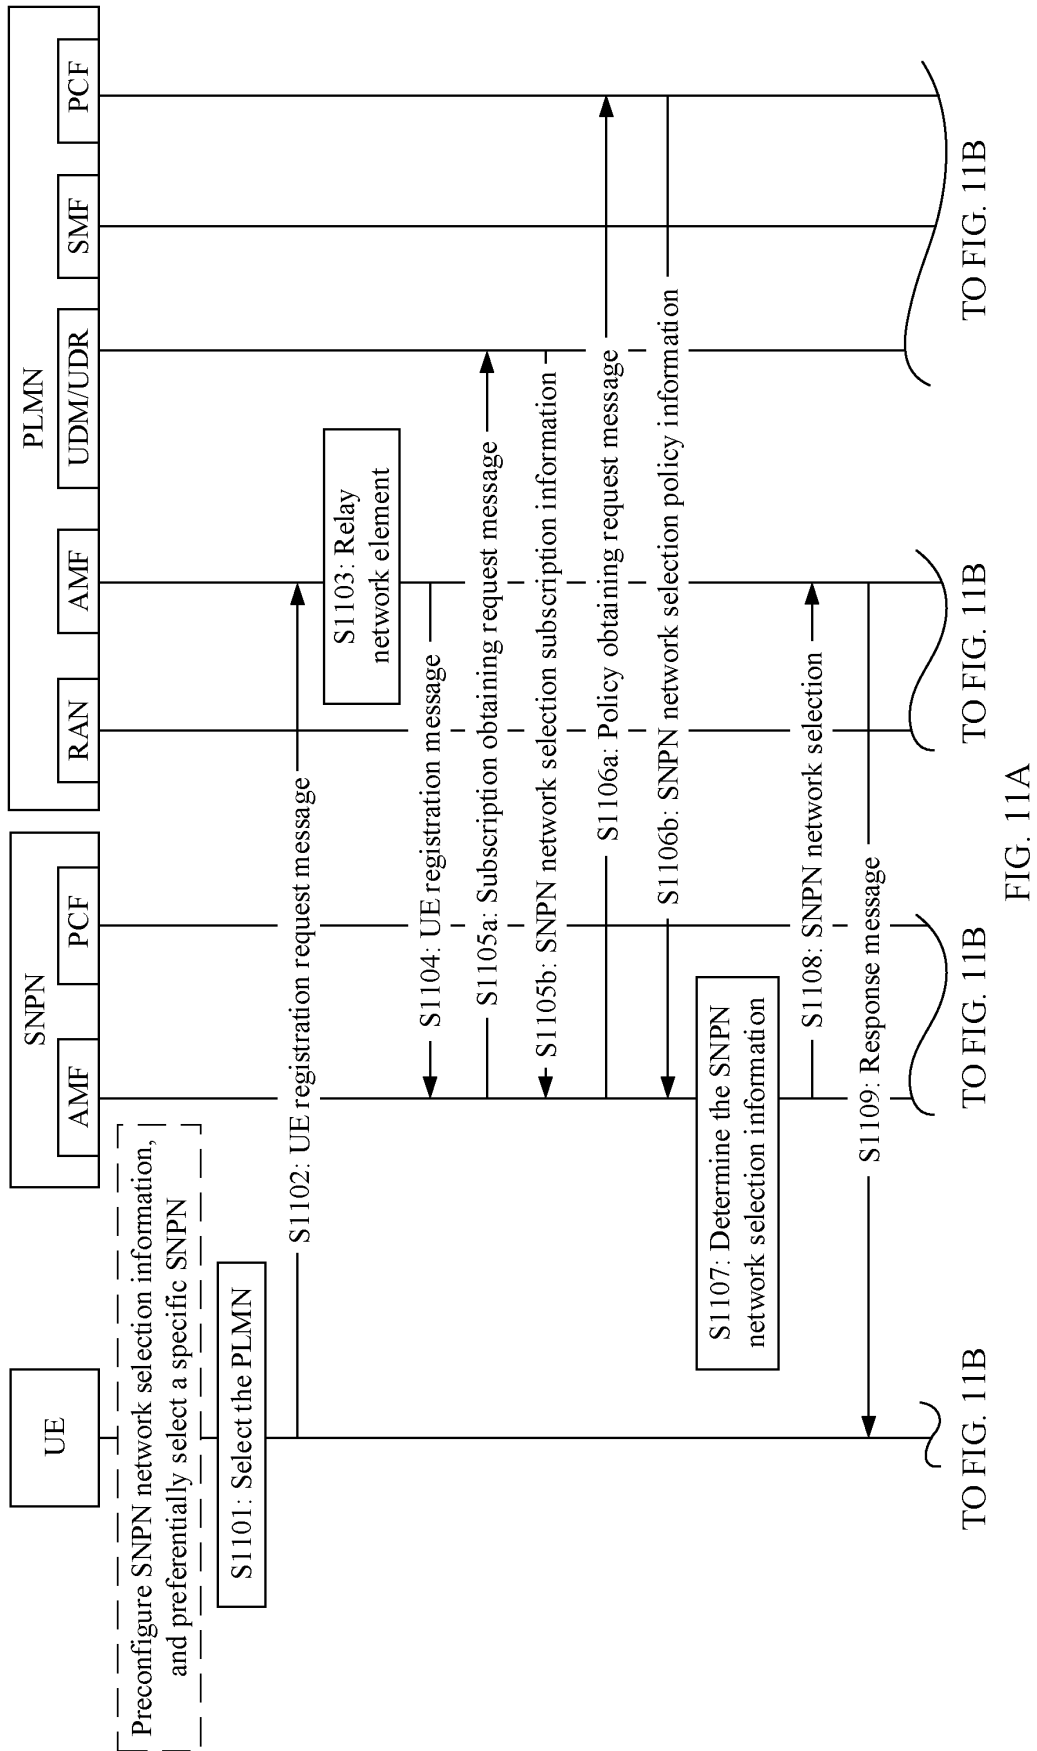 UE
SNPN
AMF
PCF
PLMN
RAN
AMF
UDM/UDR
SMF
PCF
Preconfigure SNPN network selection information,
and preferentially select a specific SNPN
S1101: Select the PLMN
S1102: UE registration request message
S1103: Relay
network element
S1104: UE registration message
S1105a: Subscription obtaining request message
S1105b: SNPN network selection subscription information
S1106a: Policy obtaining request message
S1106b: SNPN network selection policy information
S1107: Determine the SNPN
network selection information
S1108: SNPN network selection
S1109: Response message
TO FIG. 11B
TO FIG. 11B
TO FIG. 11B
TO FIG. 11B
FIG. 11A